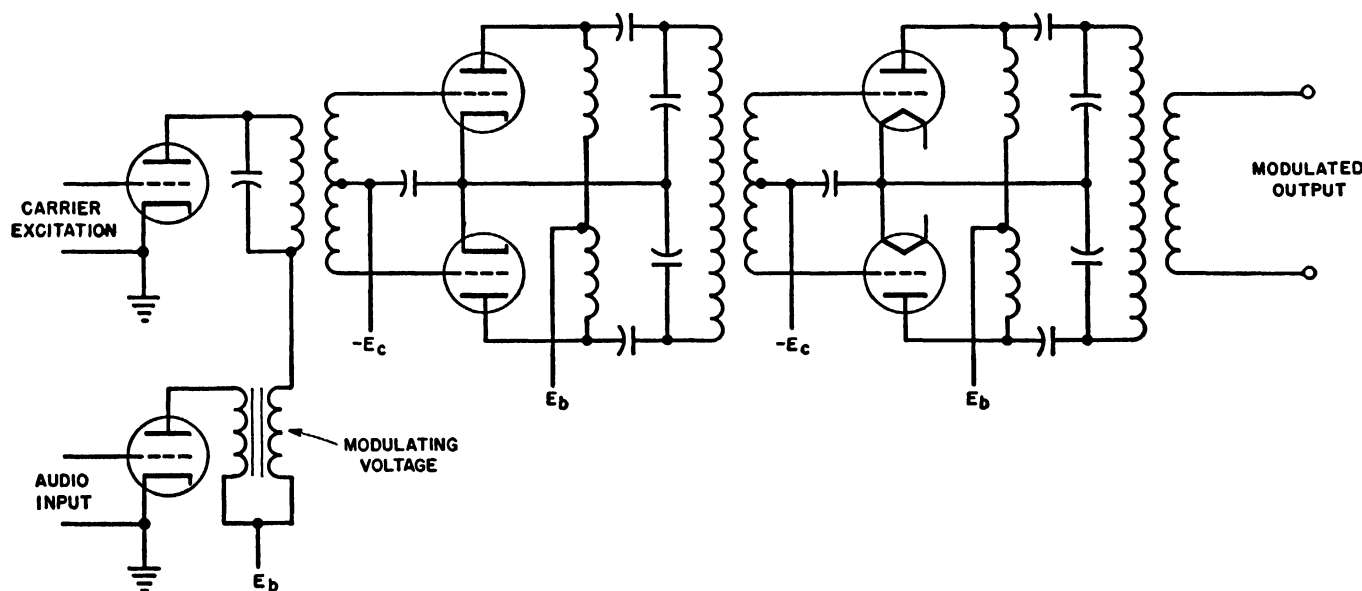 CARRIER
EXCITATION
-Ec
Eb
-Ec
Eb
MODULATED
OUTPUT
MODULATING
VOLTAGE
AUDIO
INPUT
Eb